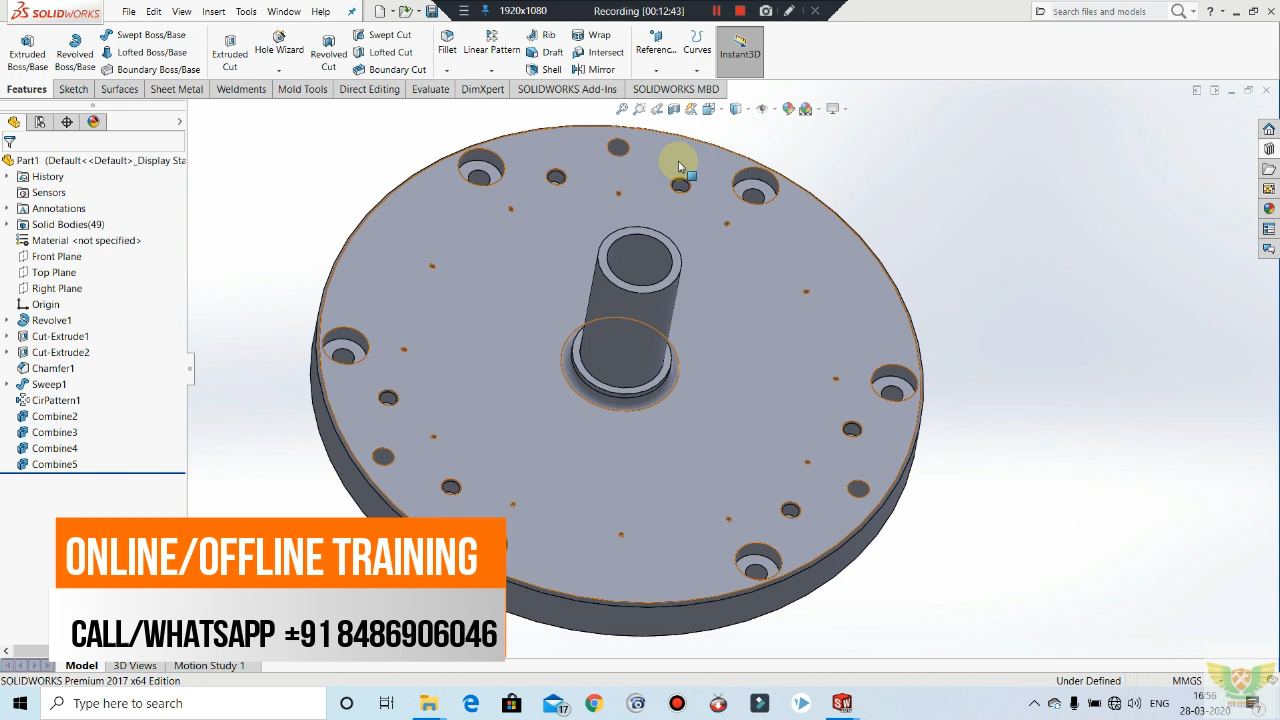 SOLIDWORKS
File Edit View Insert Tools Window Help
1920x1080 Recording [00:12:43]
Search files and models
Extruded Boss/Base
Revolved Boss/Base
Swept Boss/Base
Lofted Boss/Base
Boundary Boss/Base
Extruded Cut
Hole Wizard
Revolved Cut
Swept Cut
Lofted Cut
Boundary Cut
Fillet
Linear Pattern
Rib
Draft
Shell
Wrap
Intersect
Mirror
Referenc...
Curves
Instant3D
Features Sketch Surfaces Sheet Metal Weldments Mold Tools Direct Editing Evaluate DimXpert SOLIDWORKS Add-Ins SOLIDWORKS MBD
Part1 (Default<<Default>_Display Sta
History
Sensors
Annotations
Solid Bodies(49)
Material <not specified>
Front Plane
Top Plane
Right Plane
Origin
Revolve1
Cut-Extrude1
Cut-Extrude2
Chamfer1
Sweep1
CirPattern1
Combine2
Combine3
Combine4
Combine5
ONLINE/OFFLINE TRAINING
CALL/WHATSAPP +91 8486906046
Model 3D Views Motion Study 1
SOLIDWORKS Premium 2017 x64 Edition
Under Defined
MMGS
Type here to search
17
ENG
16:56
28-03-2020
7